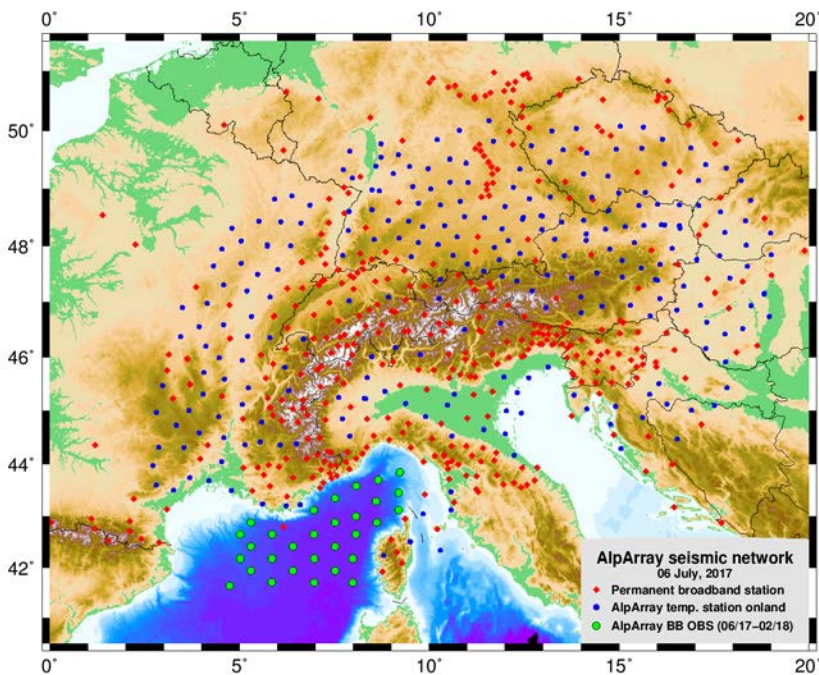 0° 5° 10° 15° 20°
50°
48°
46°
44°
42°
AlpArray seismic network
06 July, 2017
Permanent broadband station
AlpArray temp. station onland
AlpArray BB OBS (06/17−02/18)
0° 5° 10° 15° 20°